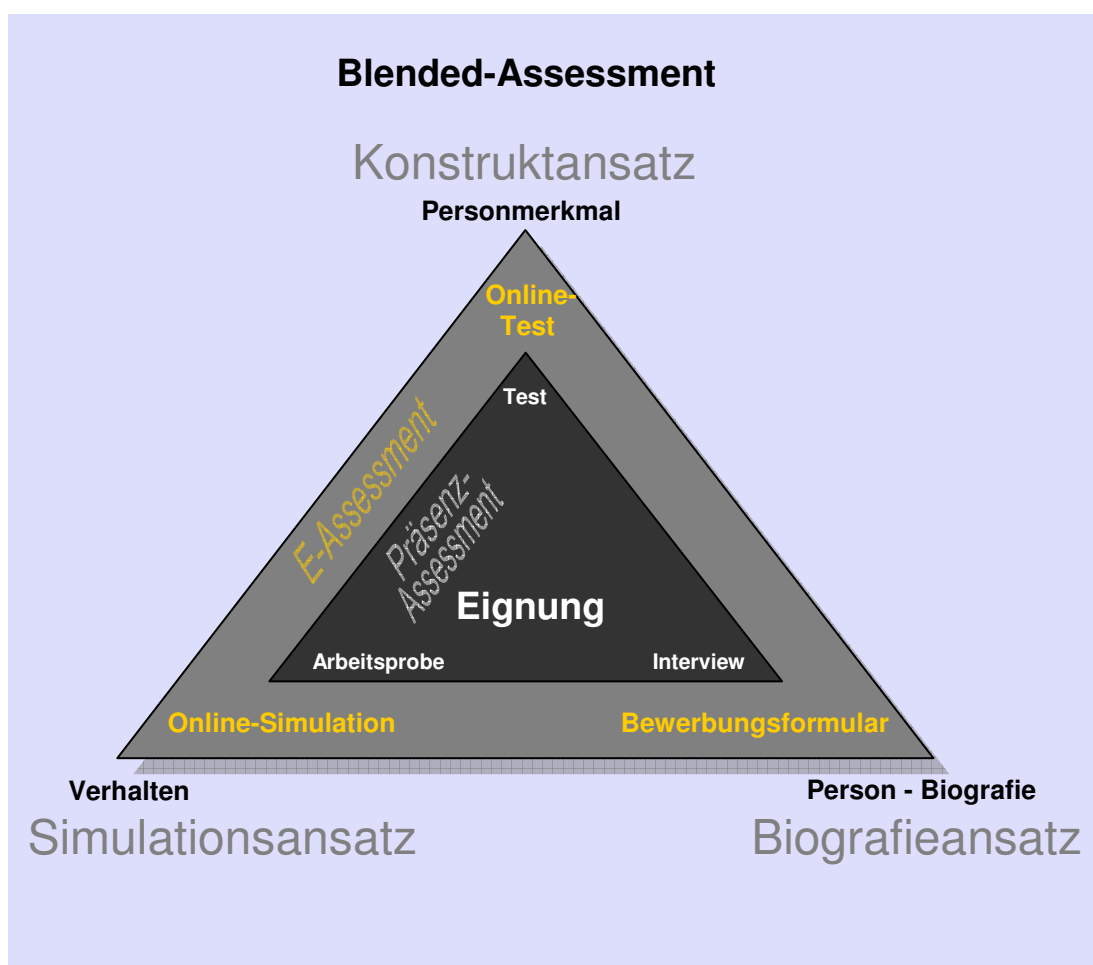 Blended-Assessment
Konstruktansatz
Personmerkmal
Online-
Test
Test
E-Assessment
Präsenz-
Assessment
Eignung
Arbeitsprobe
Interview
Online-Simulation
Bewerbungsformular
Verhalten
Person - Biografie
Simulationsansatz
Biografieansatz